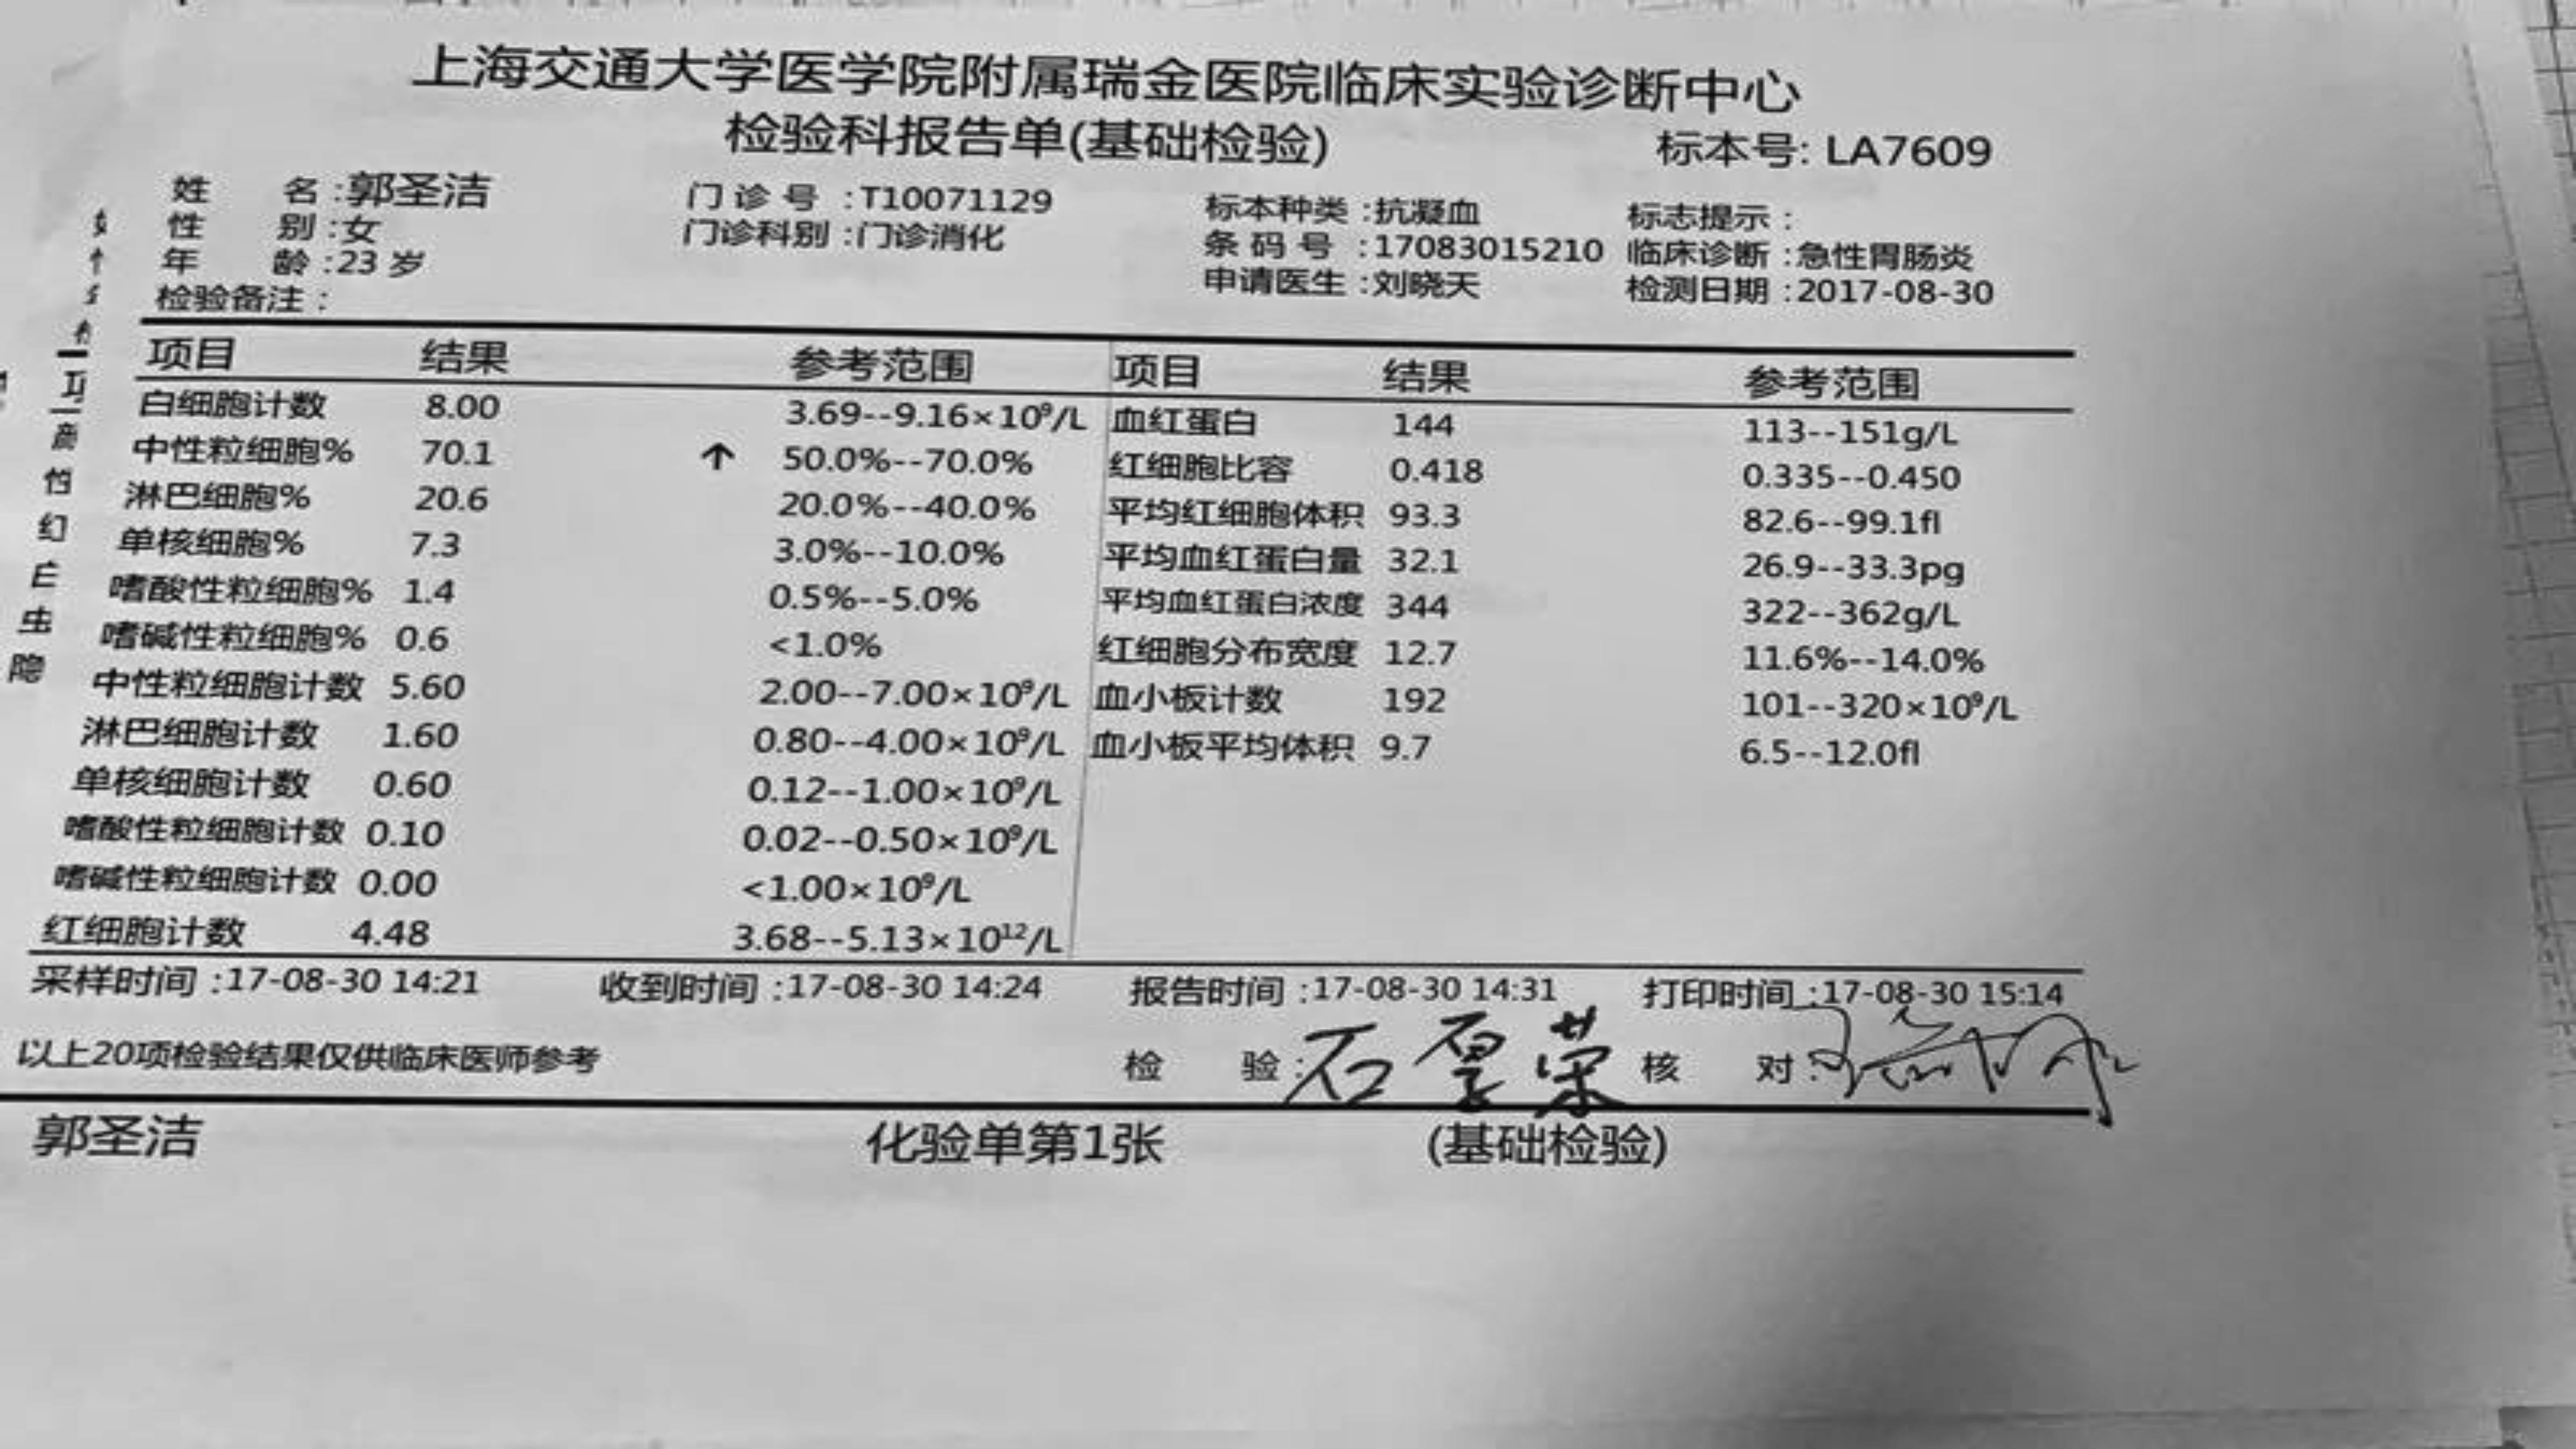 上海交通大学医学院附属瑞金医院临床实验诊断中心
检验科报告单(基础检验) 标本号: LA7609
姓 名 :郭圣洁 门 诊 号 :T10071129 标本种类 :抗凝血 标志提示 :
性 别 :女 门诊科别 :门诊消化 条 码 号 :17083015210 临床诊断 :急性胃肠炎
年 龄 :23 岁 申请医生 :刘晓天 检测日期 :2017-08-30
检验备注 :
项目 结果 参考范围 项目 结果 参考范围
白细胞计数 8.00 3.69--9.16×10⁹/L 血红蛋白 144 113--151g/L
中性粒细胞% 70.1 ↑ 50.0%--70.0% 红细胞比容 0.418 0.335--0.450
淋巴细胞% 20.6 20.0%--40.0% 平均红细胞体积 93.3 82.6--99.1fl
单核细胞% 7.3 3.0%--10.0% 平均血红蛋白量 32.1 26.9--33.3pg
嗜酸性粒细胞% 1.4 0.5%--5.0% 平均血红蛋白浓度 344 322--362g/L
嗜碱性粒细胞% 0.6 <1.0% 红细胞分布宽度 12.7 11.6%--14.0%
中性粒细胞计数 5.60 2.00--7.00×10⁹/L 血小板计数 192 101--320×10⁹/L
淋巴细胞计数 1.60 0.80--4.00×10⁹/L 血小板平均体积 9.7 6.5--12.0fl
单核细胞计数 0.60 0.12--1.00×10⁹/L
嗜酸性粒细胞计数 0.10 0.02--0.50×10⁹/L
嗜碱性粒细胞计数 0.00 <1.00×10⁹/L
红细胞计数 4.48 3.68--5.13×10¹²/L
采样时间 :17-08-30 14:21 收到时间 :17-08-30 14:24 报告时间 :17-08-30 14:31 打印时间 :17-08-30 15:14
以上20项检验结果仅供临床医师参考 检 验 : 核 对 :
郭圣洁 化验单第1张 (基础检验)